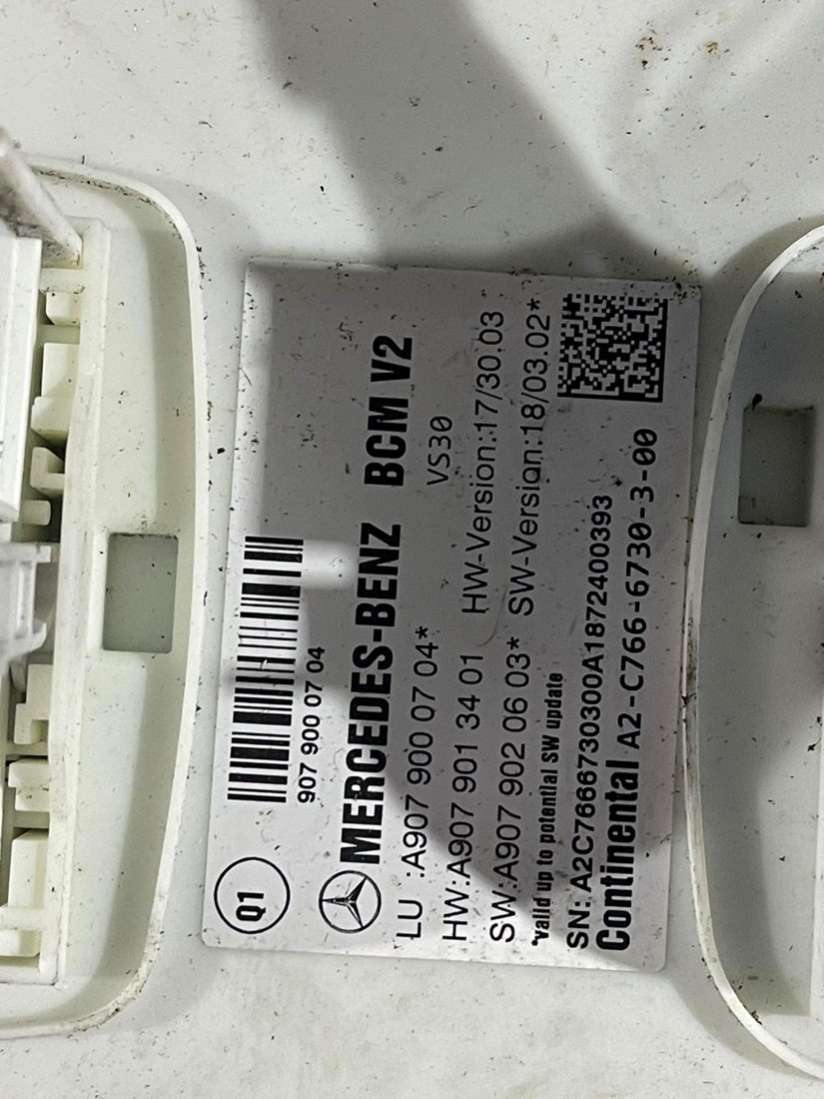 Q1
907 900 07 04
MERCEDES-BENZ BCM V2
VS30
LU :A907 900 07 04*
HW:A907 901 34 01 HW-Version:17/30.03
SW:A907 902 06 03* SW-Version:18/03.02*
*valid up to potential SW update
SN: A2C7666730300A1872400393
Continental A2-C766-6730-3-00